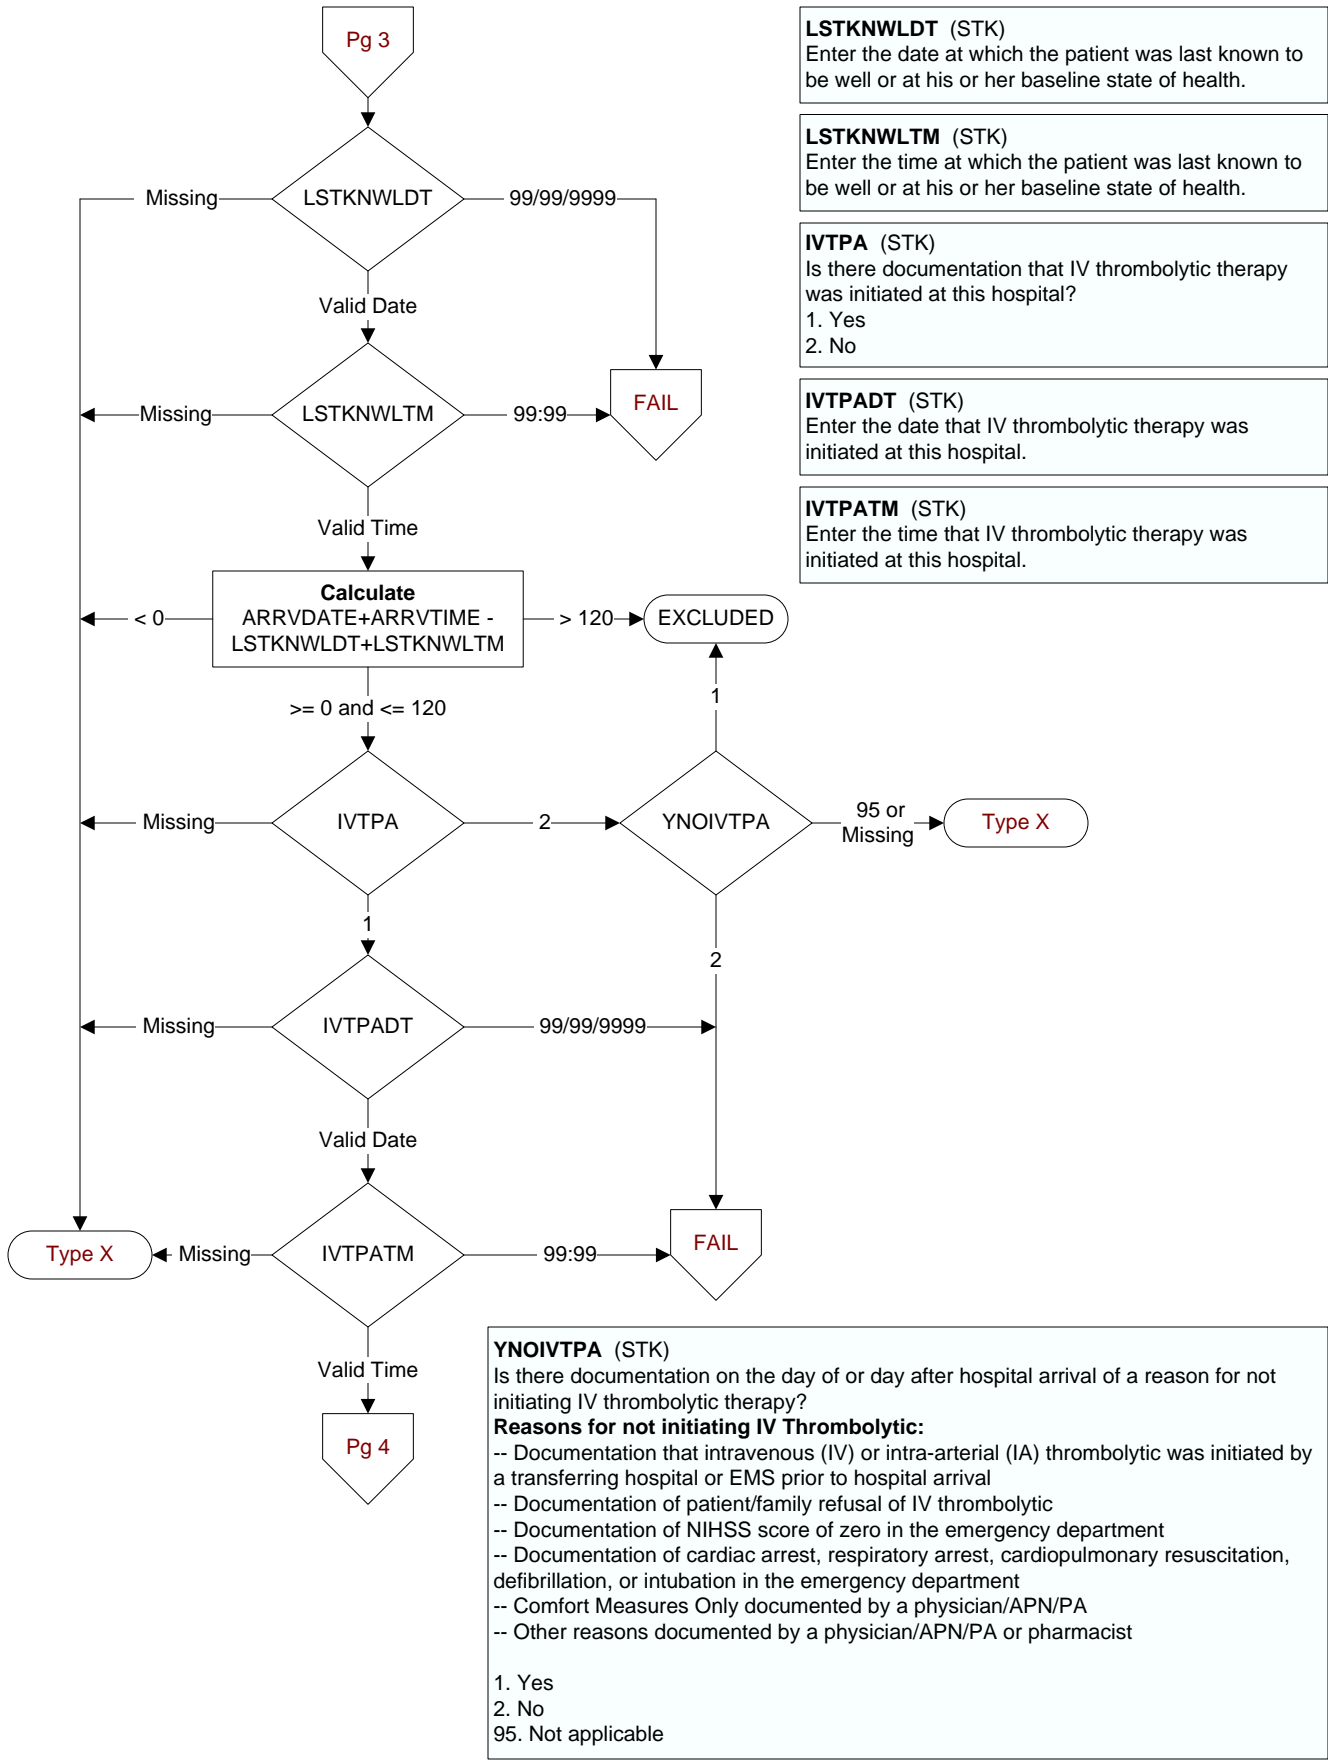 Pg 3
LSTKNWLDT (STK)
Enter the date at which the patient was last known to
be well or at his or her baseline state of health.
LSTKNWLTM (STK)
Enter the time at which the patient was last known to
be well or at his or her baseline state of health.
IVTPA (STK)
Is there documentation that IV thrombolytic therapy
was initiated at this hospital?
1. Yes
2. No
IVTPADT (STK)
Enter the date that IV thrombolytic therapy was
initiated at this hospital.
IVTPATM (STK)
Enter the time that IV thrombolytic therapy was
initiated at this hospital.
Missing
LSTKNWLDT
99/99/9999
Valid Date
Missing
LSTKNWLTM
99:99
FAIL
Valid Time
< 0
Calculate
ARRVDATE+ARRVTIME -
LSTKNWLDT+LSTKNWLTM
> 120
EXCLUDED
>= 0 and <= 120
1
Missing
IVTPA
2
YNOIVTPA
95 or
Missing
Type X
1
2
Missing
IVTPADT
99/99/9999
Valid Date
Type X
Missing
IVTPATM
99:99
FAIL
Valid Time
Pg 4
YNOIVTPA (STK)
Is there documentation on the day of or day after hospital arrival of a reason for not
initiating IV thrombolytic therapy?
Reasons for not initiating IV Thrombolytic:
-- Documentation that intravenous (IV) or intra-arterial (IA) thrombolytic was initiated by
a transferring hospital or EMS prior to hospital arrival
-- Documentation of patient/family refusal of IV thrombolytic
-- Documentation of NIHSS score of zero in the emergency department
-- Documentation of cardiac arrest, respiratory arrest, cardiopulmonary resuscitation,
defibrillation, or intubation in the emergency department
-- Comfort Measures Only documented by a physician/APN/PA
-- Other reasons documented by a physician/APN/PA or pharmacist
1. Yes
2. No
95. Not applicable